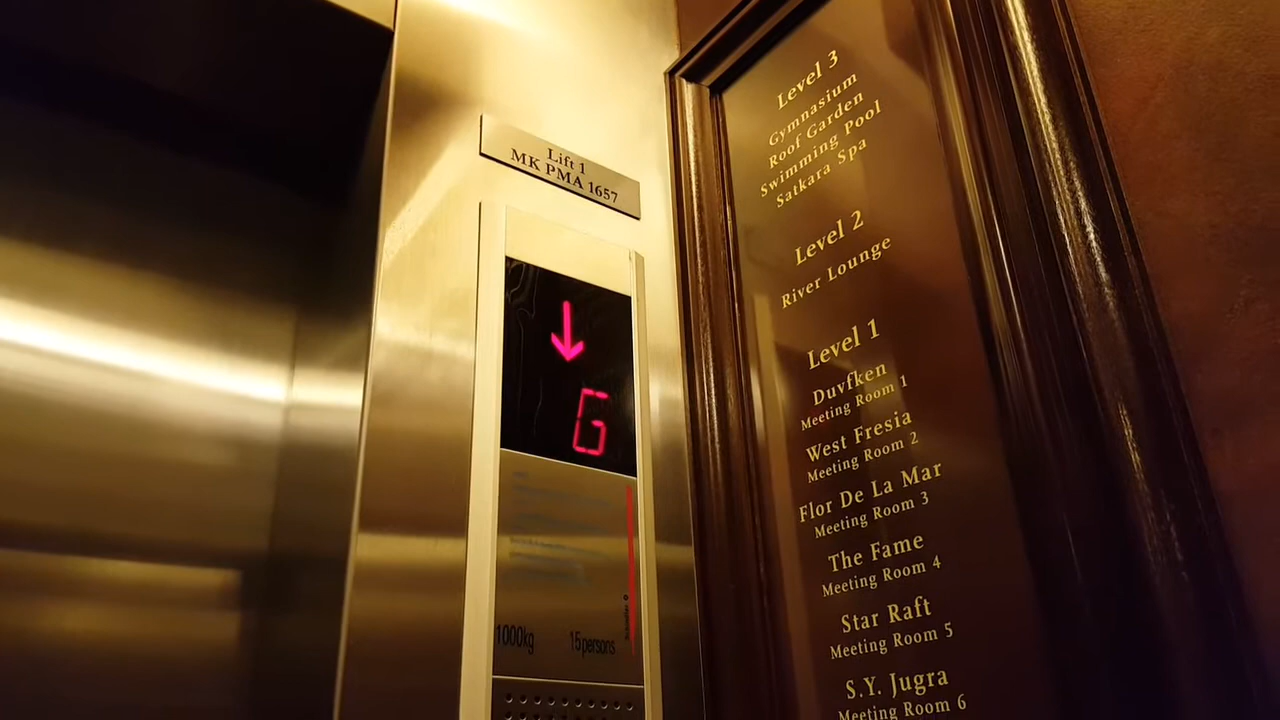 Lift 1
MK PMA 1657
G
1000kg 15persons
Schindler
Level 3
Gymnasium
Roof Garden
Swimming Pool
Satkara Spa
Level 2
River Lounge
Level 1
Duvfken
Meeting Room 1
West Fresia
Meeting Room 2
Flor De La Mar
Meeting Room 3
The Fame
Meeting Room 4
Star Raft
Meeting Room 5
S.Y. Jugra
Meeting Room 6